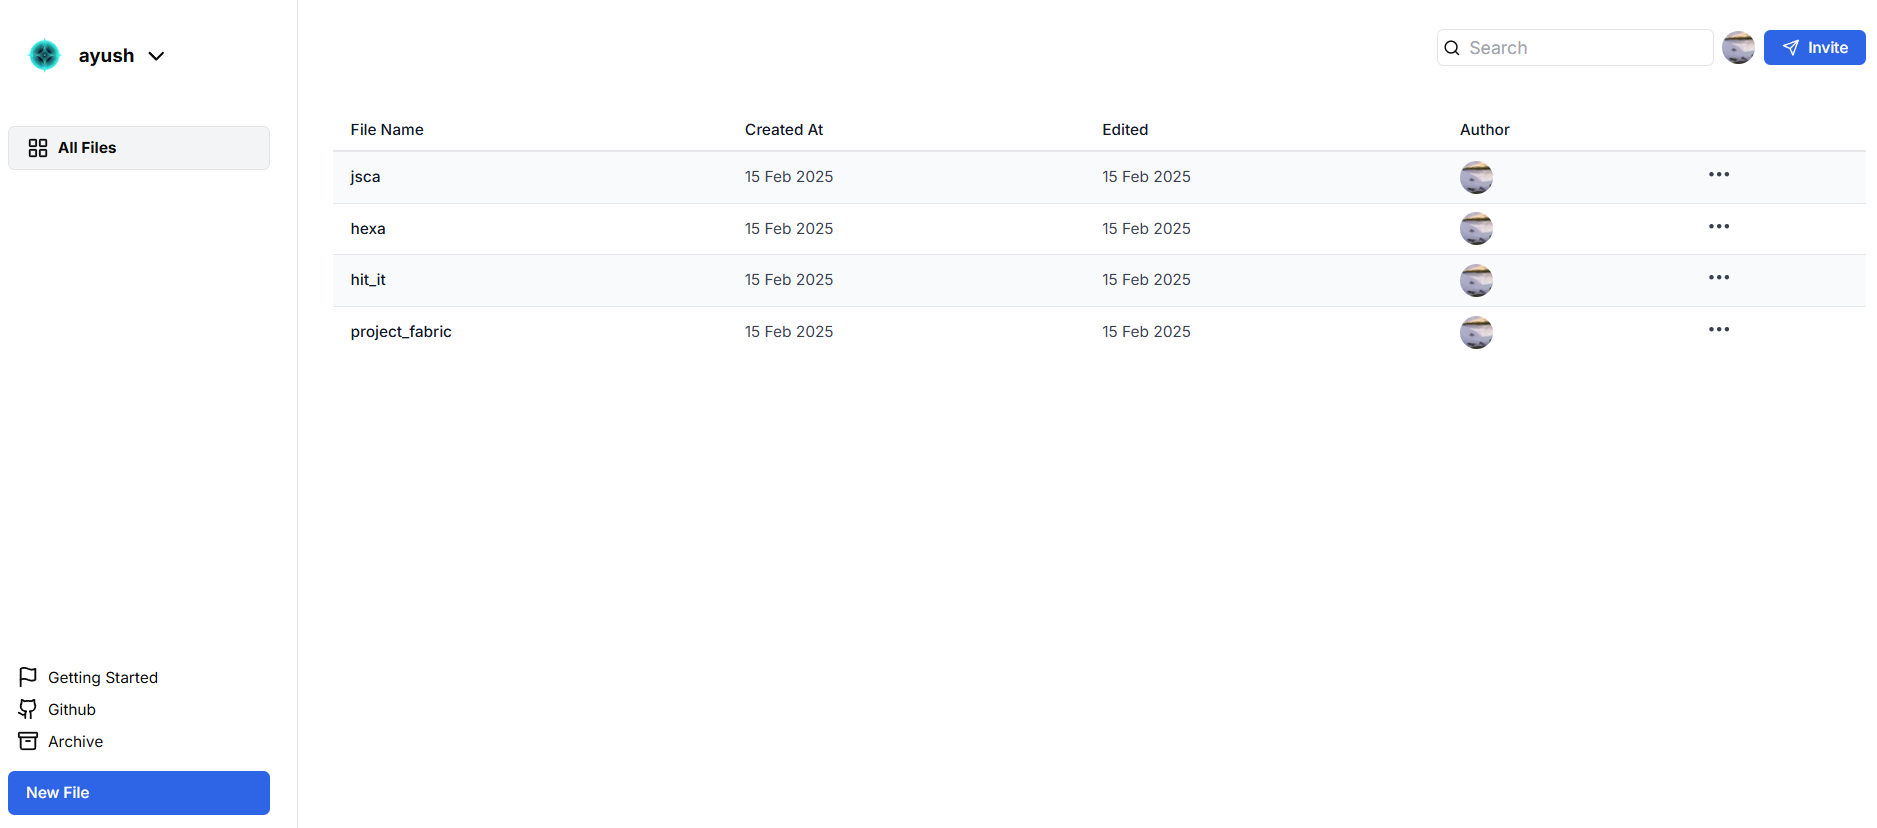 ayush
Search
Invite
All Files
File Name Created At Edited Author
jsca 15 Feb 2025 15 Feb 2025
hexa 15 Feb 2025 15 Feb 2025
hit_it 15 Feb 2025 15 Feb 2025
project_fabric 15 Feb 2025 15 Feb 2025
Getting Started
Github
Archive
New File